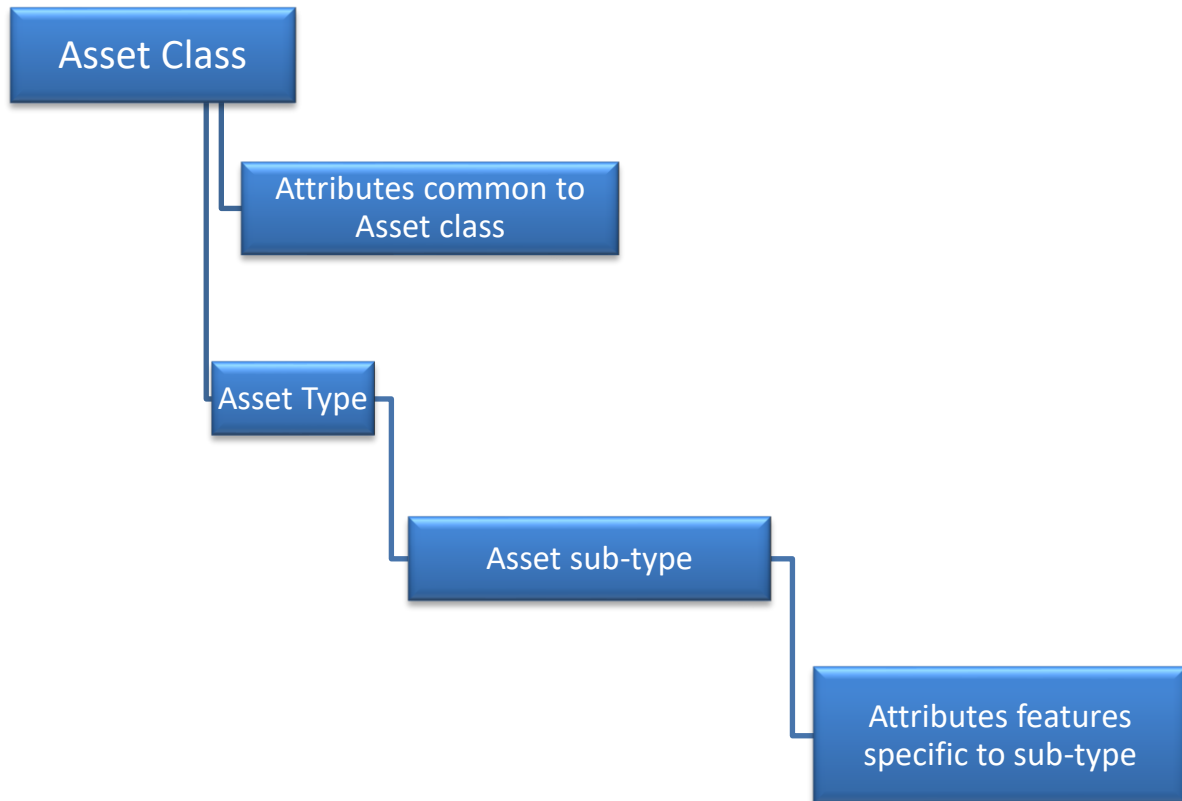 Asset Class
Attributes common to
Asset class
Asset Type
Asset sub-type
Attributes features
specific to sub-type